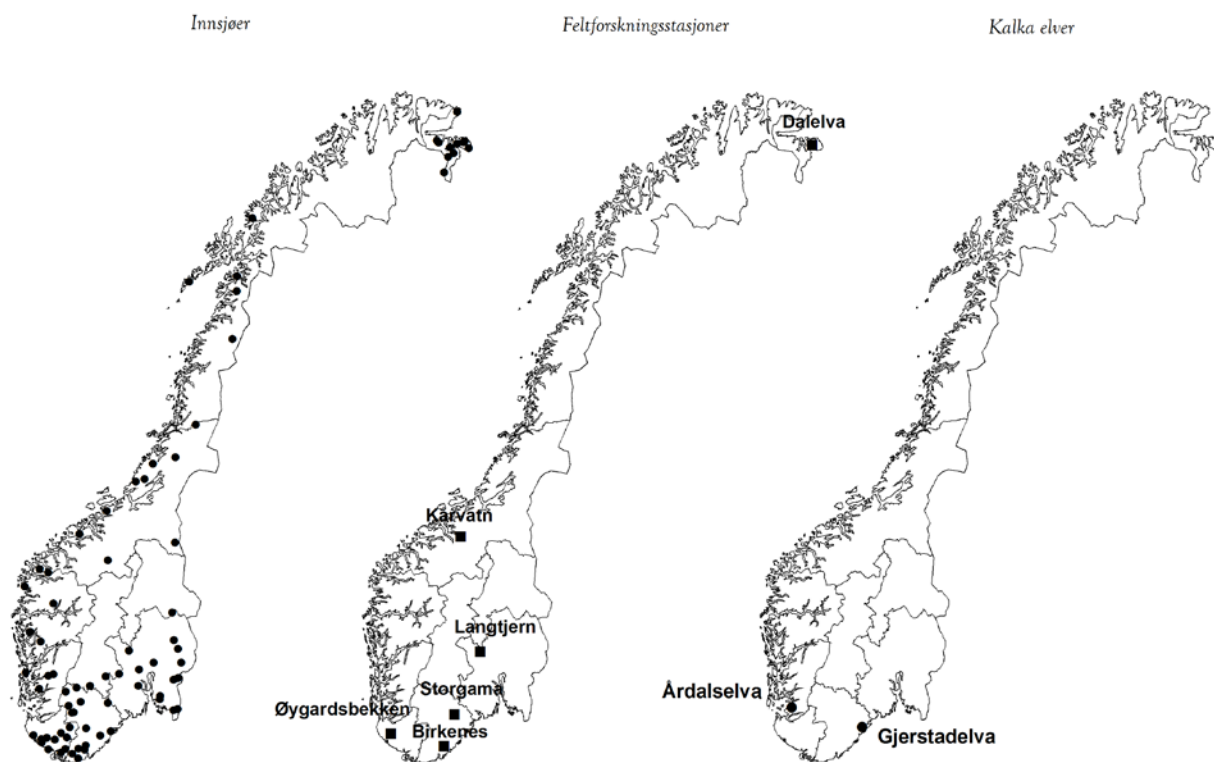 Innsjøer
Feltforskningsstasjoner
Kalka elver
Dalelva
Kårvatn
Langtjern
Storgama
Øygardsbekken
Birkenes
Årdalselva
Gjerstadelva